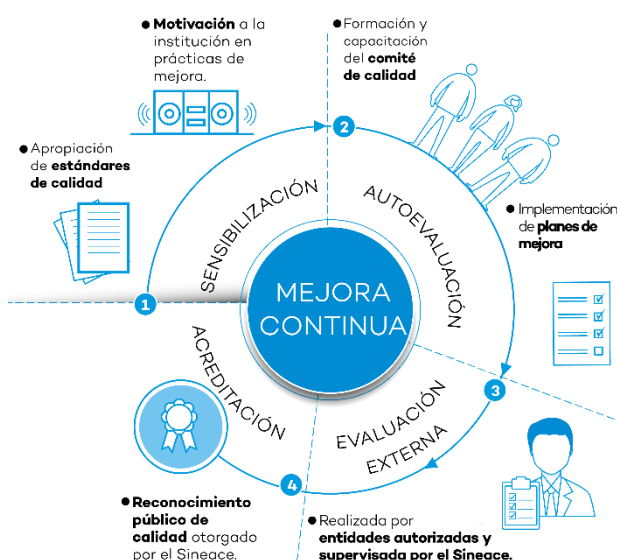 ● Motivación a la
institución en
prácticas de
mejora.
● Formación y
capacitación
del comité
de calidad
● Apropiación
de estándares
de calidad
● Implementación
de planes de
mejora
1
SENSIBILIZACIÓN
2
AUTOEVALUACIÓN
MEJORA
CONTINUA
3
EVALUACIÓN
EXTERNA
4
ACREDITACIÓN
● Reconocimiento
público de
calidad otorgado
por el Sineace.
● Realizada por
entidades autorizadas y
supervisada por el Sineace.